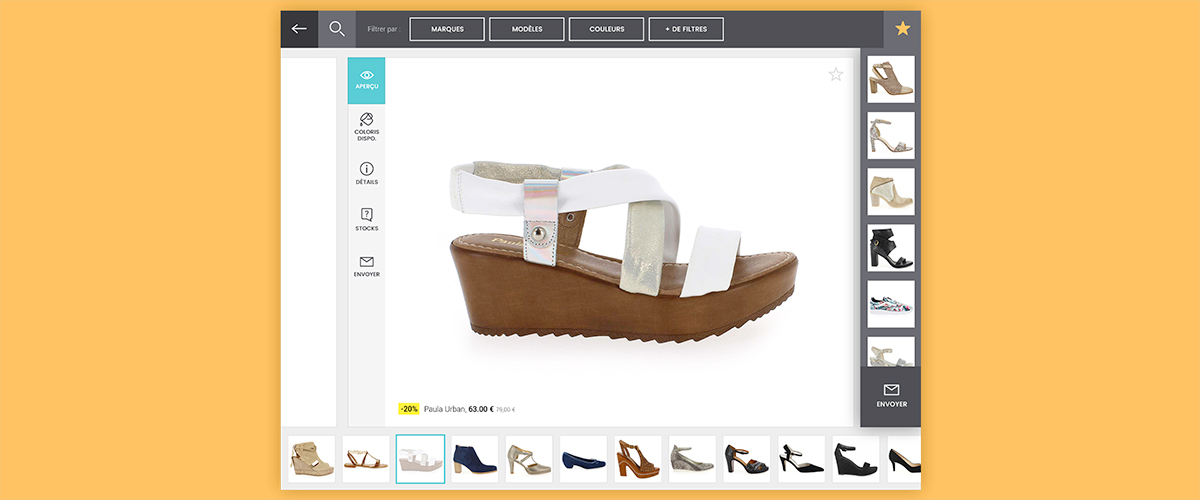 Filtrer par :
MARQUES
MODÈLES
COULEURS
+ DE FILTRES
APERÇU
COLORIS
DISPO.
DÉTAILS
STOCKS
ENVOYER
Paula
-20% Paula Urban, 63.00 € 79,00 €
ENVOYER